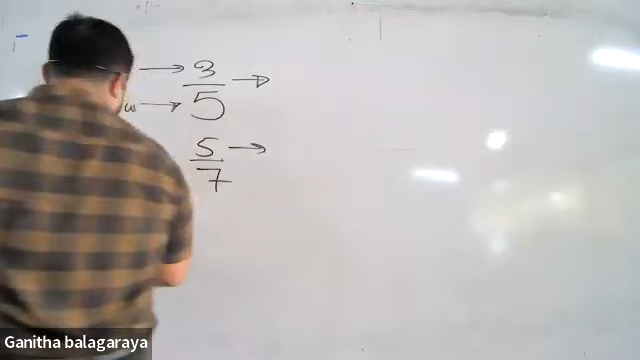 → 3/5 →
→
5/7 →
Ganitha balagaraya